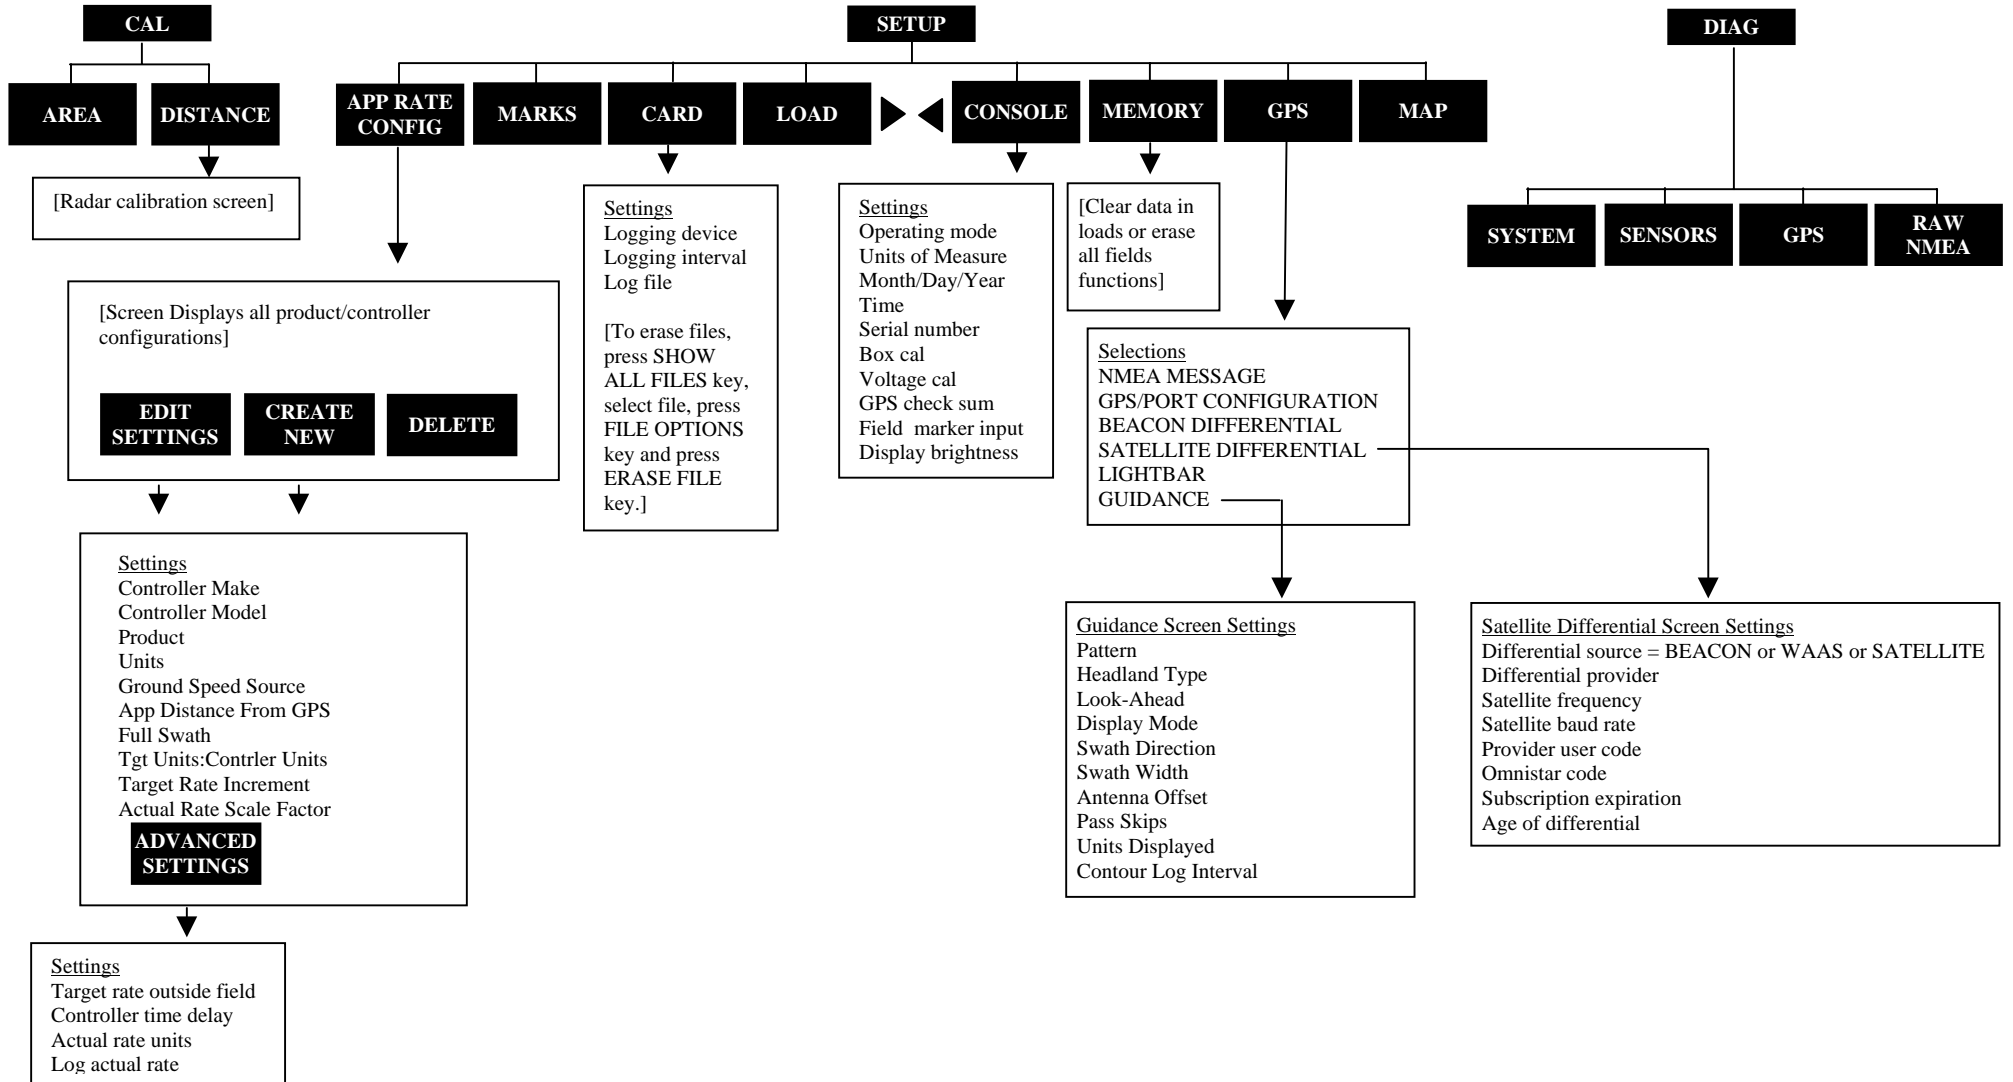 CAL
SETUP
DIAG
AREA
DISTANCE
APP RATE
CONFIG
MARKS
CARD
LOAD
CONSOLE
MEMORY
GPS
MAP
SYSTEM
SENSORS
GPS
RAW
NMEA
[Radar calibration screen]
[Screen Displays all product/controller
configurations]
EDIT
SETTINGS
CREATE
NEW
DELETE
Settings
Controller Make
Controller Model
Product
Units
Ground Speed Source
App Distance From GPS
Full Swath
Tgt Units:Contrler Units
Target Rate Increment
Actual Rate Scale Factor
ADVANCED
SETTINGS
Settings
Target rate outside field
Controller time delay
Actual rate units
Log actual rate
Settings
Logging device
Logging interval
Log file
[To erase files,
press SHOW
ALL FILES key,
select file, press
FILE OPTIONS
key and press
ERASE FILE
key.]
Settings
Operating mode
Units of Measure
Month/Day/Year
Time
Serial number
Box cal
Voltage cal
GPS check sum
Field  marker input
Display brightness
[Clear data in
loads or erase
all fields
functions]
Selections
NMEA MESSAGE
GPS/PORT CONFIGURATION
BEACON DIFFERENTIAL
SATELLITE DIFFERENTIAL
LIGHTBAR
GUIDANCE
Guidance Screen Settings
Pattern
Headland Type
Look-Ahead
Display Mode
Swath Direction
Swath Width
Antenna Offset
Pass Skips
Units Displayed
Contour Log Interval
Satellite Differential Screen Settings
Differential source = BEACON or WAAS or SATELLITE
Differential provider
Satellite frequency
Satellite baud rate
Provider user code
Omnistar code
Subscription expiration
Age of differential